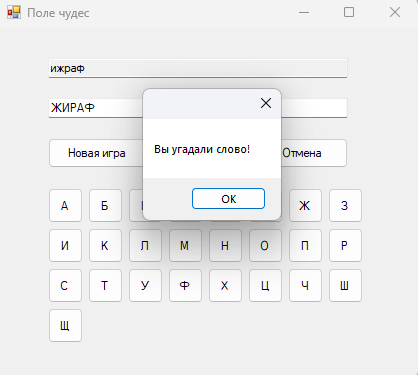 Поле чудес
ижраф
ЖИРАФ
Вы угадали слово!
Новая игра
Отмена
OK
А Б Ж З
И К Л М Н О П Р
С Т У Ф Х Ц Ч Ш
Щ